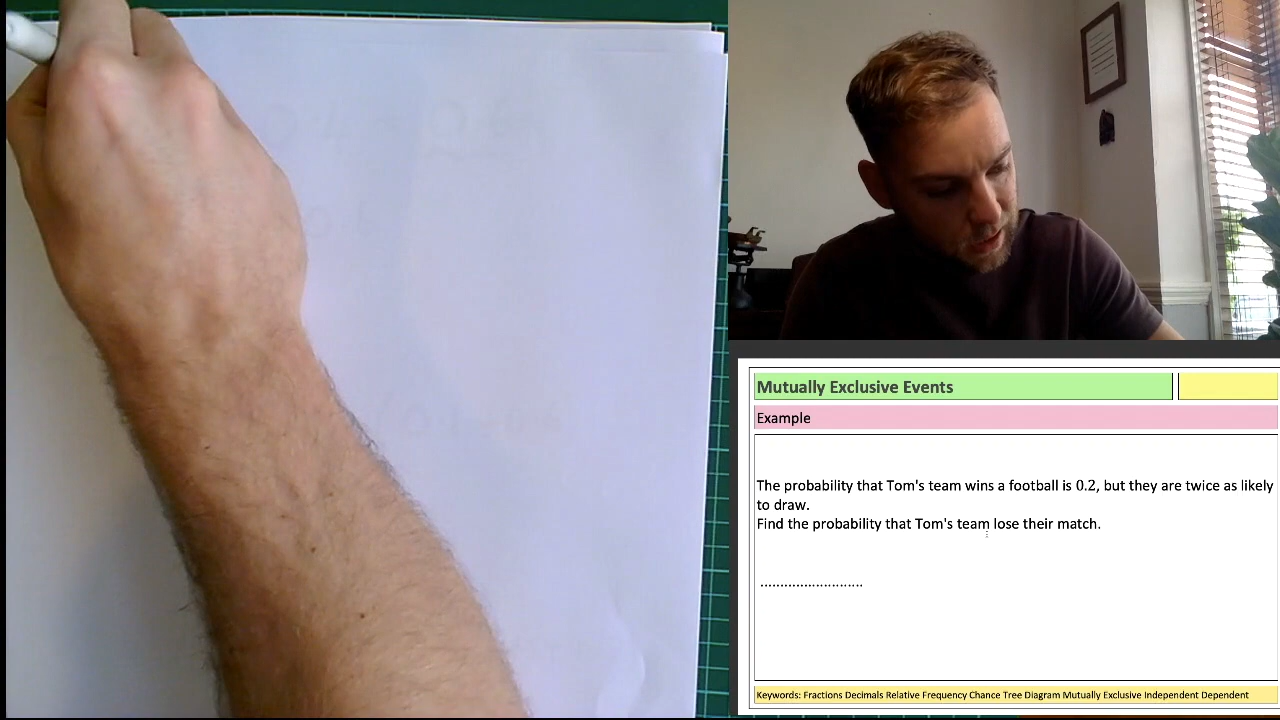 Mutually Exclusive Events
Example
The probability that Tom's team wins a football is 0.2, but they are twice as likely
to draw.
Find the probability that Tom's team lose their match.
..........................
Keywords: Fractions Decimals Relative Frequency Chance Tree Diagram Mutually Exclusive Independent Dependent